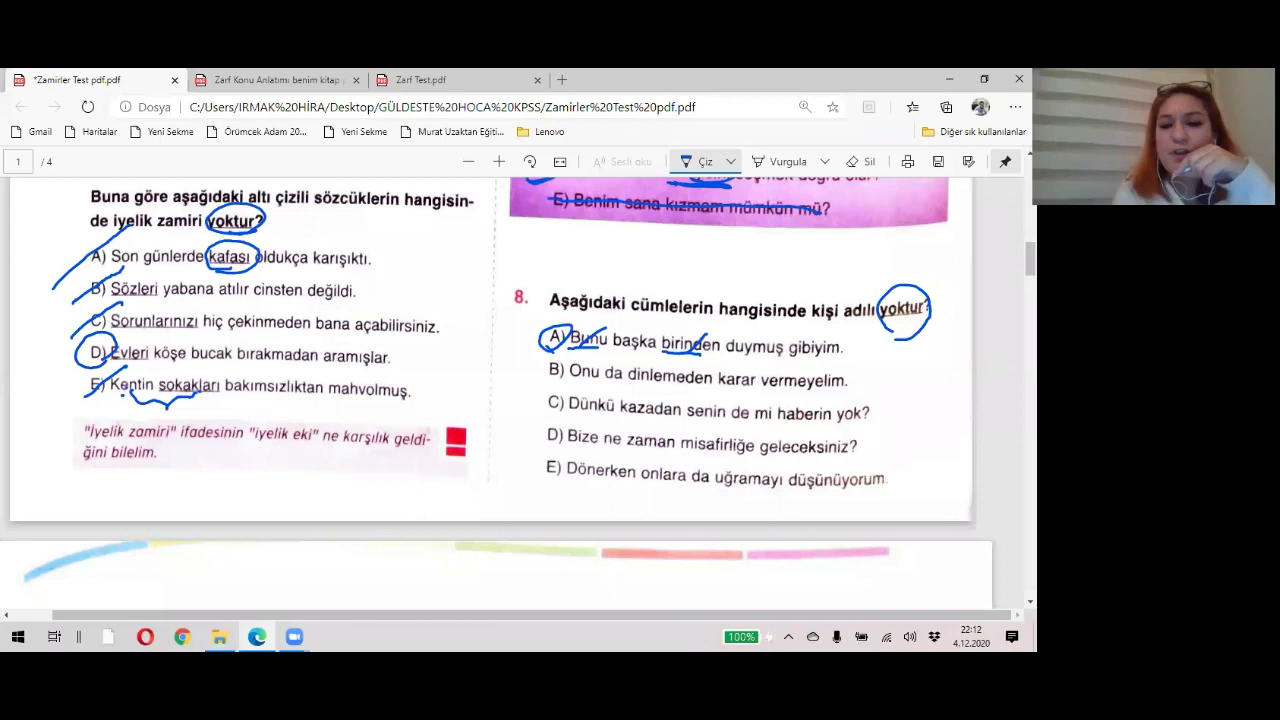 *Zamirler Test pdf.pdf
Zarf Konu Anlatımı benim kitap
Zarf Test.pdf
Dosya
C:/Users/IRMAK%20HİRA/Desktop/GÜLDESTE%20HOCA%20KPSS/Zamirler%20Test%20pdf.pdf
Gmail
Haritalar
Yeni Sekme
Örümcek Adam 20...
Yeni Sekme
Murat Uzaktan Eğiti...
Lenovo
Diğer sık kullanılanlar
1 / 4
Sesli oku
Çiz
Vurgula
Sil
Buna göre aşağıdaki altı çizili sözcüklerin hangisin-
de iyelik zamiri yoktur?
A) Son günlerde kafası oldukça karışıktı.
B) Sözleri yabana atılır cinsten değildi.
C) Sorunlarınızı hiç çekinmeden bana açabilirsiniz.
D) Evleri köşe bucak bırakmadan aramışlar.
E) Kentin sokakları bakımsızlıktan mahvolmuş.
"İyelik zamiri" ifadesinin "iyelik eki" ne karşılık geldi-
ğini bilelim.
E) Benim sana kızmam mümkün mü?
8. Aşağıdaki cümlelerin hangisinde kişi adılı yoktur?
A) Bunu başka birinden duymuş gibiyim.
B) Onu da dinlemeden karar vermeyelim.
C) Dünkü kazadan senin de mi haberin yok?
D) Bize ne zaman misafirliğe geleceksiniz?
E) Dönerken onlara da uğramayı düşünüyorum.
100%
22:12
4.12.2020